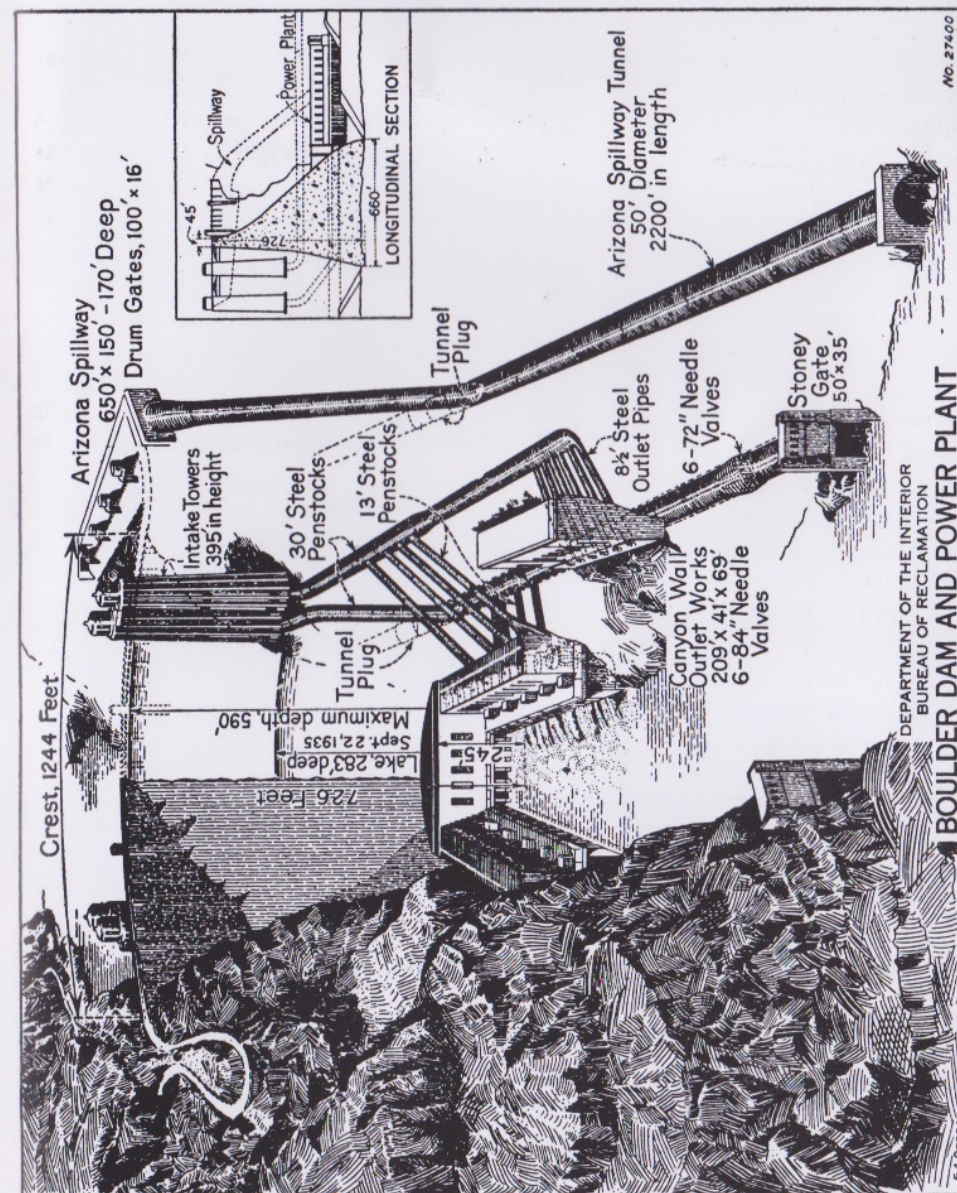 Crest, 1244 Feet
Arizona Spillway
650' x 150' - 170' Deep
Drum Gates, 100' x 16'
45'
Spillway
Power Plant
726
660'
LONGITUDINAL SECTION
Intake Towers
395' in height
Maximum depth, 590'
Sept. 22, 1935
Lake, 283' deep
726 Feet
30' Steel
Penstocks
13' Steel
Penstocks
Tunnel
Plug
Tunnel
Plug
Arizona Spillway Tunnel
50' Diameter
2200' in length
8½' Steel
Outlet Pipes
6-72" Needle
Valves
Stoney
Gate
50' x 35'
245'
Canyon Wall
Outlet Works
209 x 41' x 69'
6-84" Needle
Valves
DEPARTMENT OF THE INTERIOR
BUREAU OF RECLAMATION
BOULDER DAM AND POWER PLANT
No. 27400